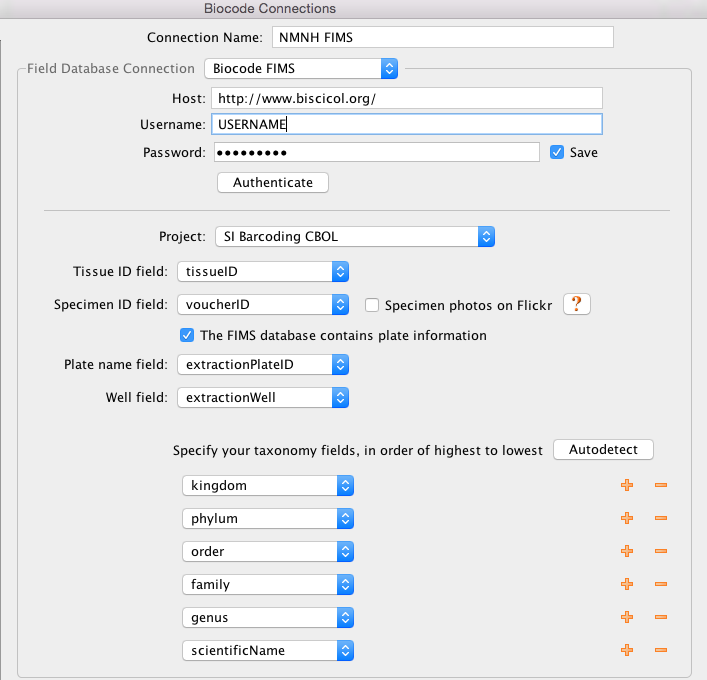 Biocode Connections
Connection Name: NMNH FIMS
Field Database Connection Biocode FIMS
Host: http://www.biscicol.org/
Username: USERNAME
Password: ●●●●●●●●● Save
Authenticate
Project: SI Barcoding CBOL
Tissue ID field: tissueID
Specimen ID field: voucherID Specimen photos on Flickr ?
The FIMS database contains plate information
Plate name field: extractionPlateID
Well field: extractionWell
Specify your taxonomy fields, in order of highest to lowest Autodetect
kingdom
phylum
order
family
genus
scientificName